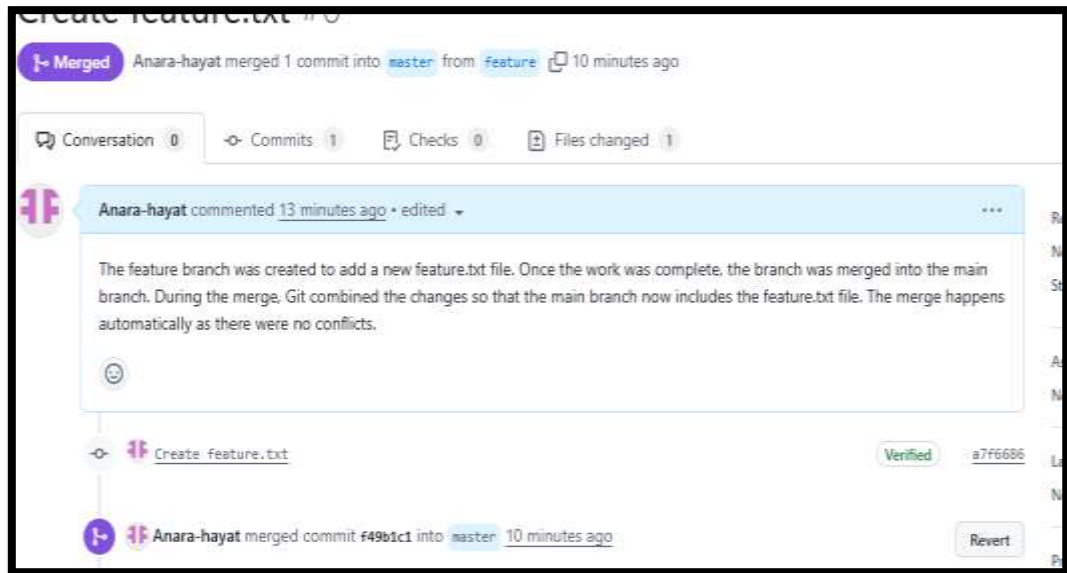 Create feature.txt
Merged Anara-hayat merged 1 commit into master from feature 10 minutes ago
Conversation 0 Commits 1 Checks 0 Files changed 1
Anara-hayat commented 13 minutes ago • edited
The feature branch was created to add a new feature.txt file. Once the work was complete, the branch was merged into the main
branch. During the merge, Git combined the changes so that the main branch now includes the feature.txt file. The merge happens
automatically as there were no conflicts.
Create feature.txt Verified a7f6686
Anara-hayat merged commit f49b1c1 into master 10 minutes ago Revert